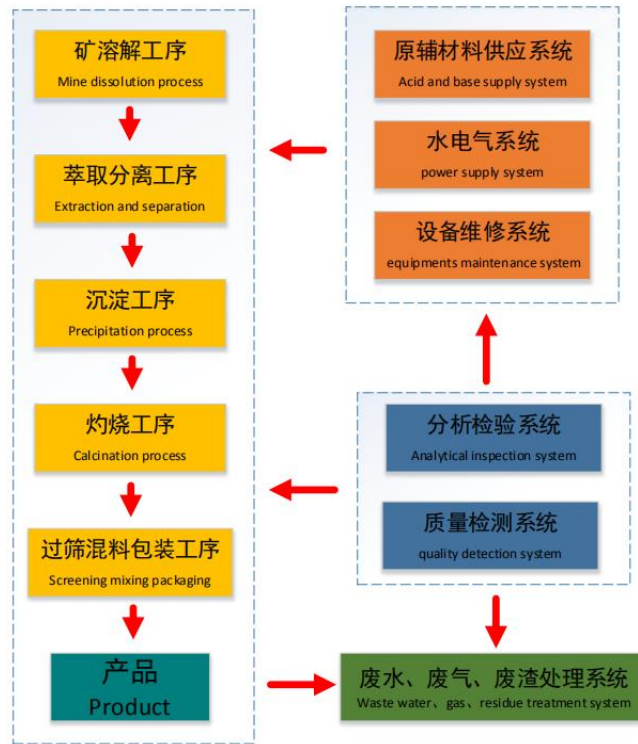 矿溶解工序
Mine dissolution process
萃取分离工序
Extraction and separation
沉淀工序
Precipitation process
灼烧工序
Calcination process
过筛混料包装工序
Screening mixing packaging
产品
Product
原辅材料供应系统
Acid and base supply system
水电气系统
power supply system
设备维修系统
equipments maintenance system
分析检验系统
Analytical inspection system
质量检测系统
quality detection system
废水、废气、废渣处理系统
Waste water、gas、residue treatment system